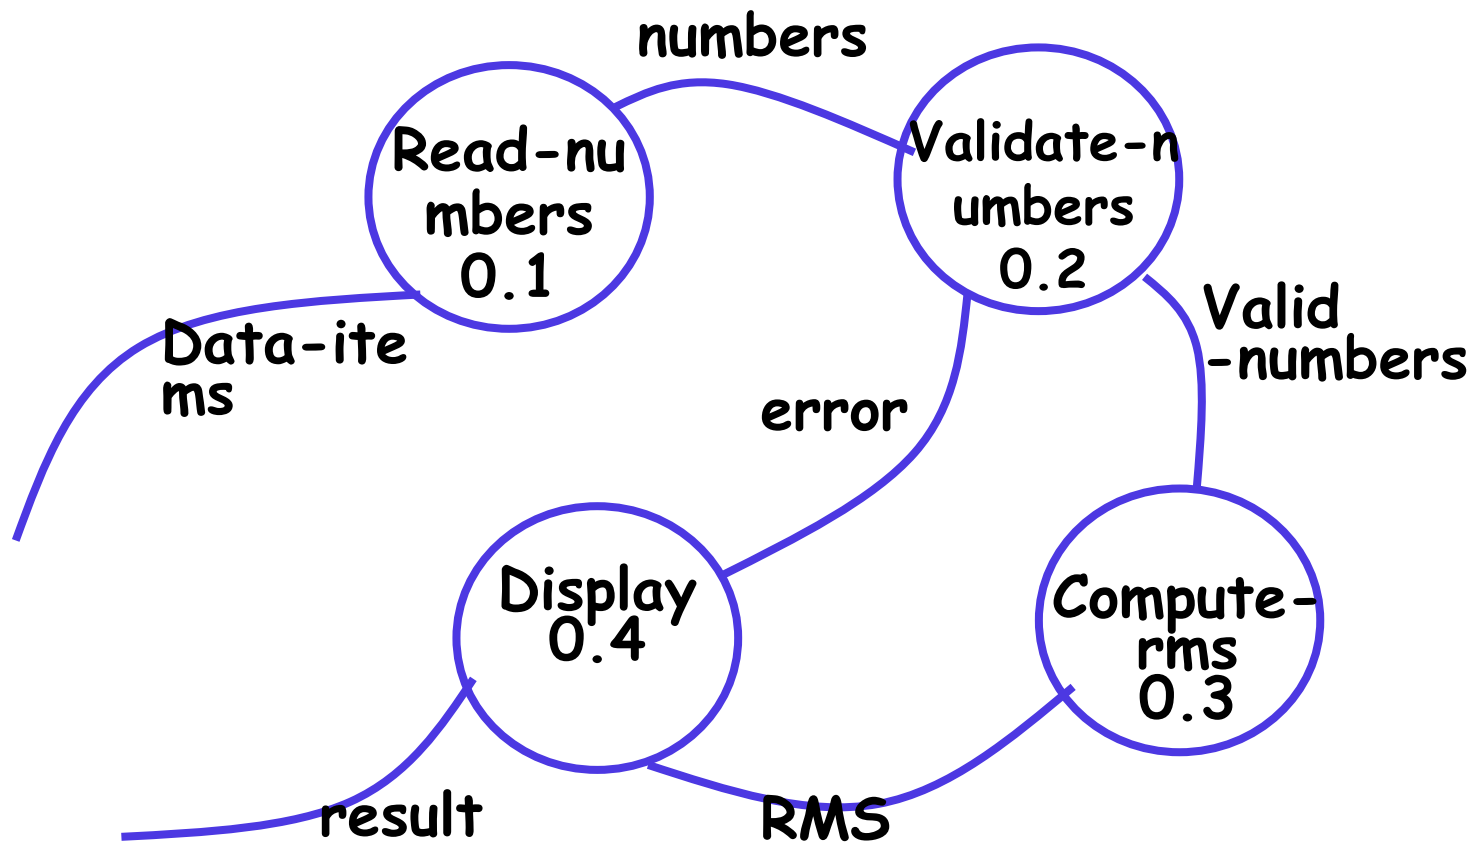 numbers
Read-nu
mbers
0.1
Validate-n
umbers
0.2
Data-ite
ms
Valid
-numbers
error
Display
0.4
Compute-
rms
0.3
result
RMS